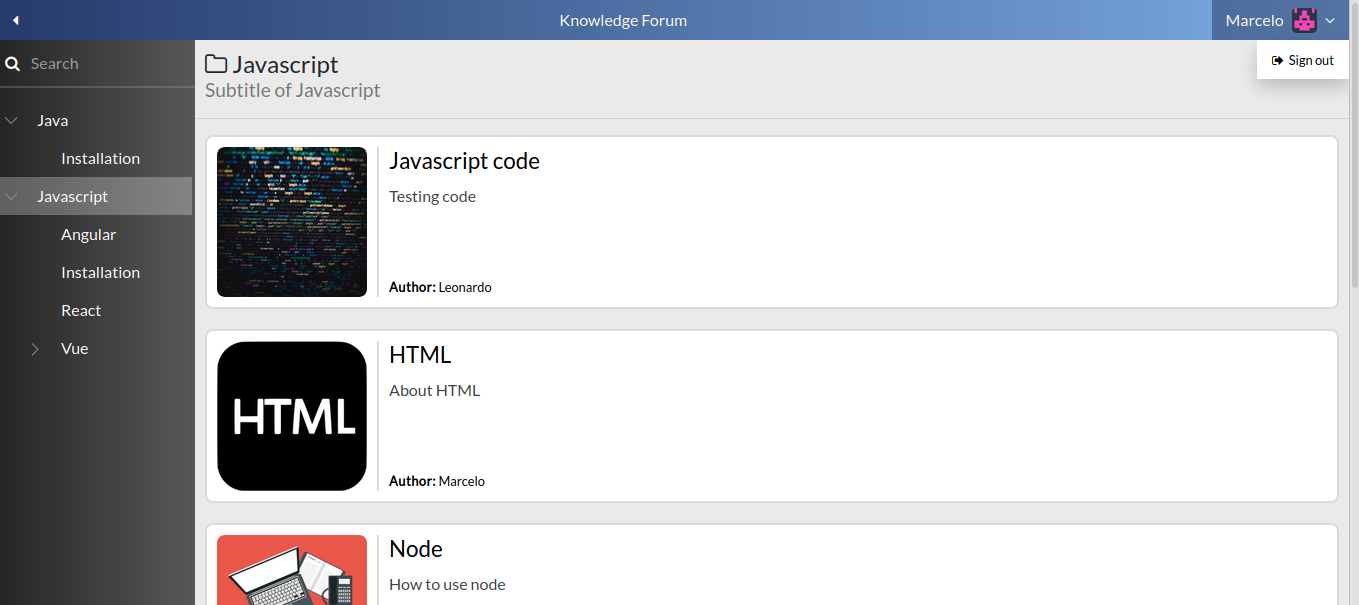 Knowledge Forum
Marcelo
Sign out
Search
Java
Installation
Javascript
Angular
Installation
React
Vue
Javascript
Subtitle of Javascript
Javascript code
Testing code
Author: Leonardo
HTML
HTML
About HTML
Author: Marcelo
Node
How to use node